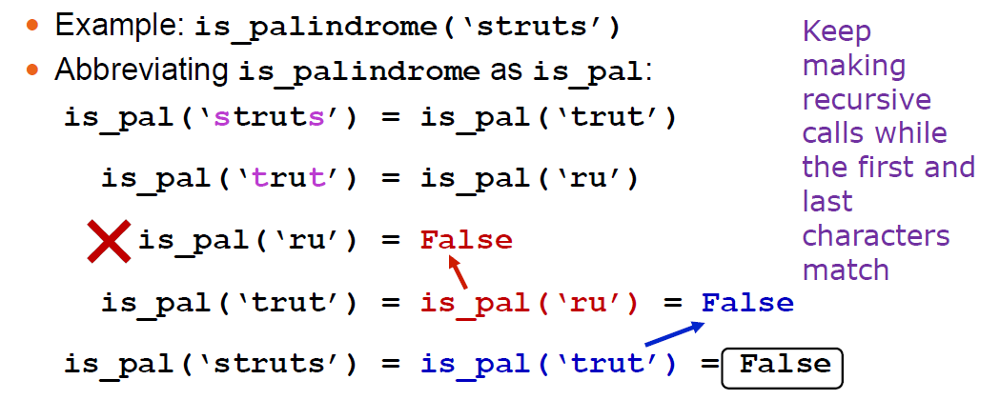 • Example: is_palindrome(‘struts’)
• Abbreviating is_palindrome as is_pal:
is_pal(‘struts’) = is_pal(‘trut’)
is_pal(‘trut’) = is_pal(‘ru’)
is_pal(‘ru’) = False
is_pal(‘trut’) = is_pal(‘ru’) = False
is_pal(‘struts’) = is_pal(‘trut’) = False
Keep
making
recursive
calls while
the first and
last
characters
match